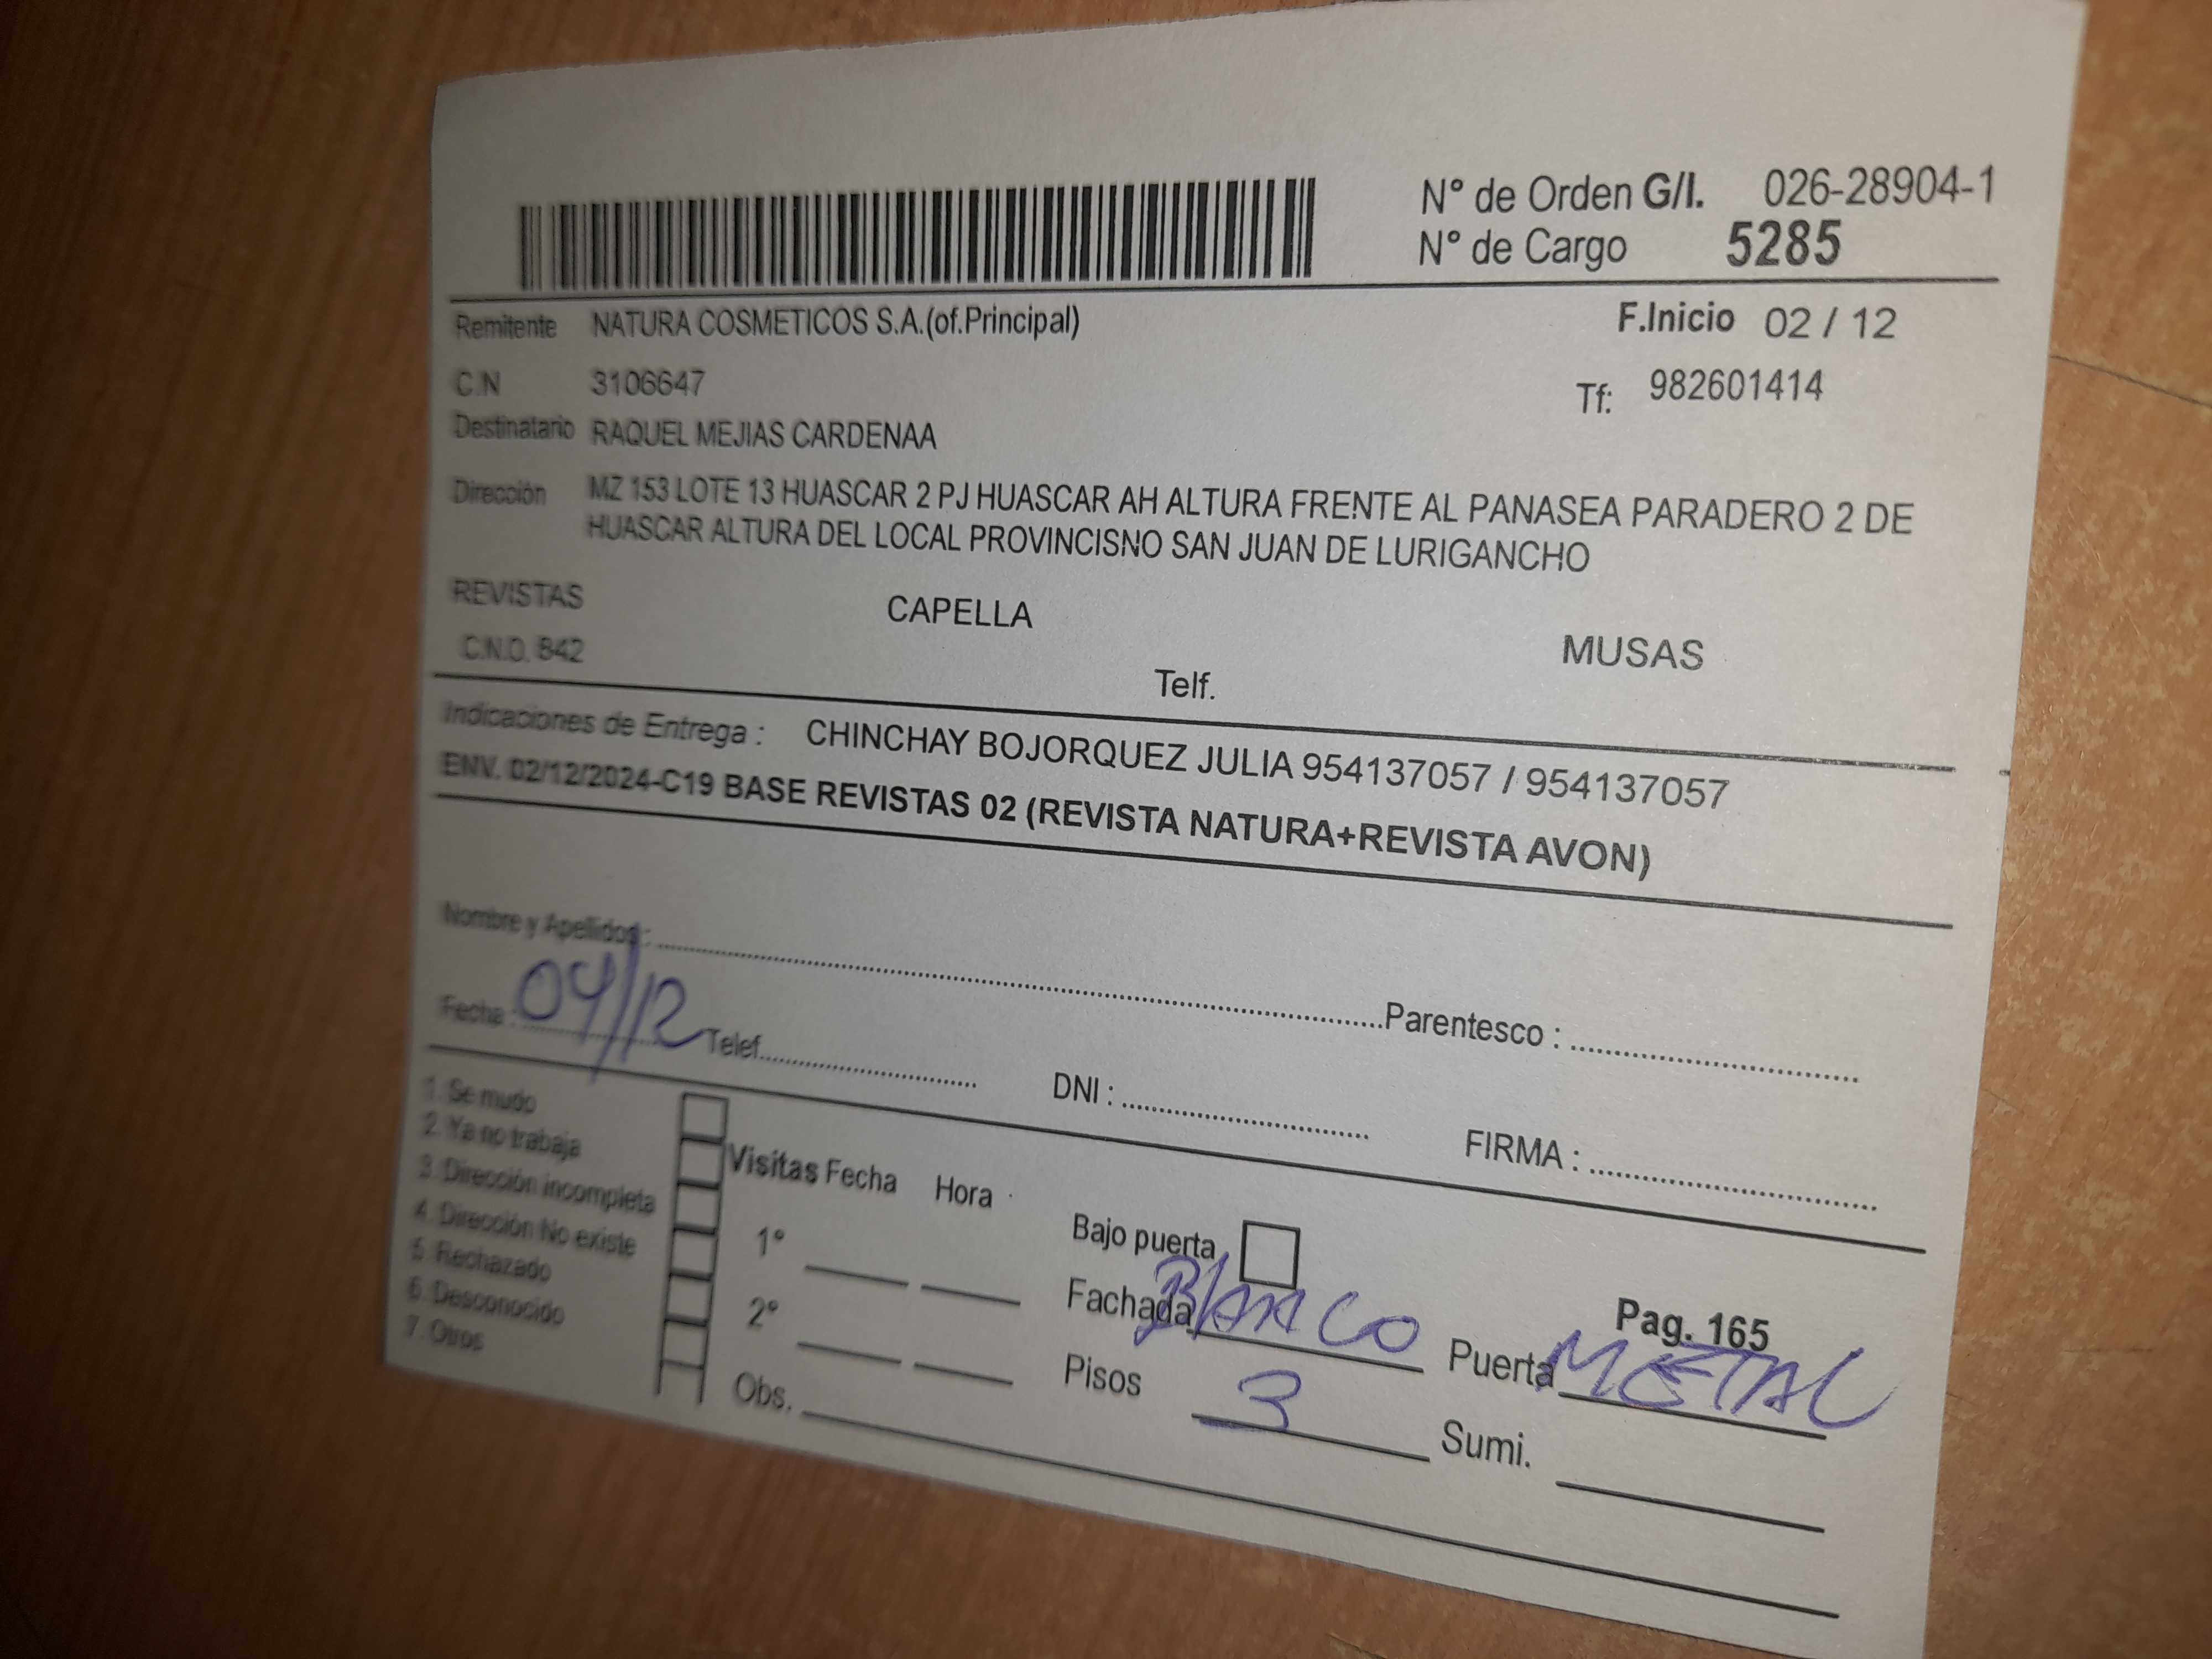 N° de Orden G/I. 026-28904-1
N° de Cargo 5285
Remitente NATURA COSMETICOS S.A.(of.Principal) F.Inicio 02 / 12
C.N 3106647 Tf: 982601414
Destinatario RAQUEL MEJIAS CARDENAA
Dirección MZ 153 LOTE 13 HUASCAR 2 PJ HUASCAR AH ALTURA FRENTE AL PANASEA PARADERO 2 DE
HUASCAR ALTURA DEL LOCAL PROVINCISNO SAN JUAN DE LURIGANCHO
REVISTAS CAPELLA MUSAS
C.N.O. 842 Telf.
Indicaciones de Entrega : CHINCHAY BOJORQUEZ JULIA 954137057 / 954137057
ENV. 02/12/2024-C19 BASE REVISTAS 02 (REVISTA NATURA+REVISTA AVON)
Nombre y Apellidos : Parentesco :
Fecha : 04/12 Telef. DNI : FIRMA :
1. Se mudo
2. Ya no trabaja
3. Dirección incompleta
4. Dirección No existe
5. Rechazado
6. Desconocido
7. Otros
Visitas Fecha Hora
1°
2°
Obs.
Bajo puerta
Fachada BLANCO Puerta METAL
Pisos 3 Sumi.
Pag. 165